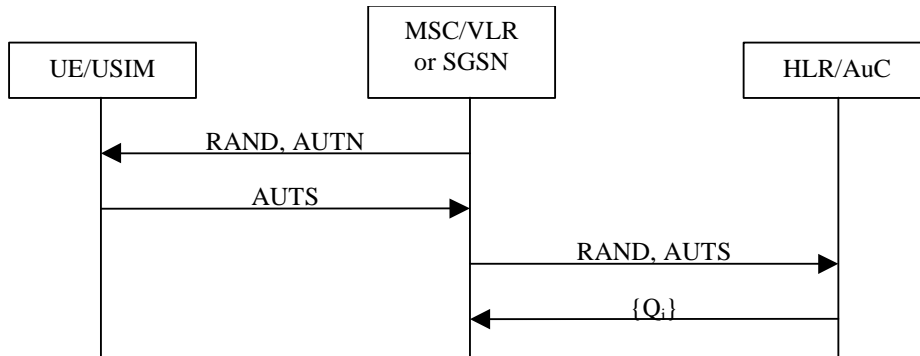 UE/USIM
MSC/VLR
or SGSN
HLR/AuC
RAND, AUTN
AUTS
RAND, AUTS
{Qᵢ}